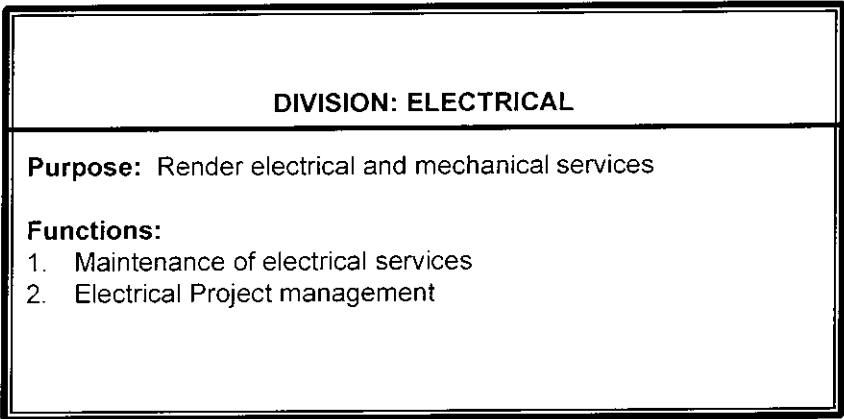 DIVISION: ELECTRICAL
Purpose: Render electrical and mechanical services
Functions:
1. Maintenance of electrical services
2. Electrical Project management